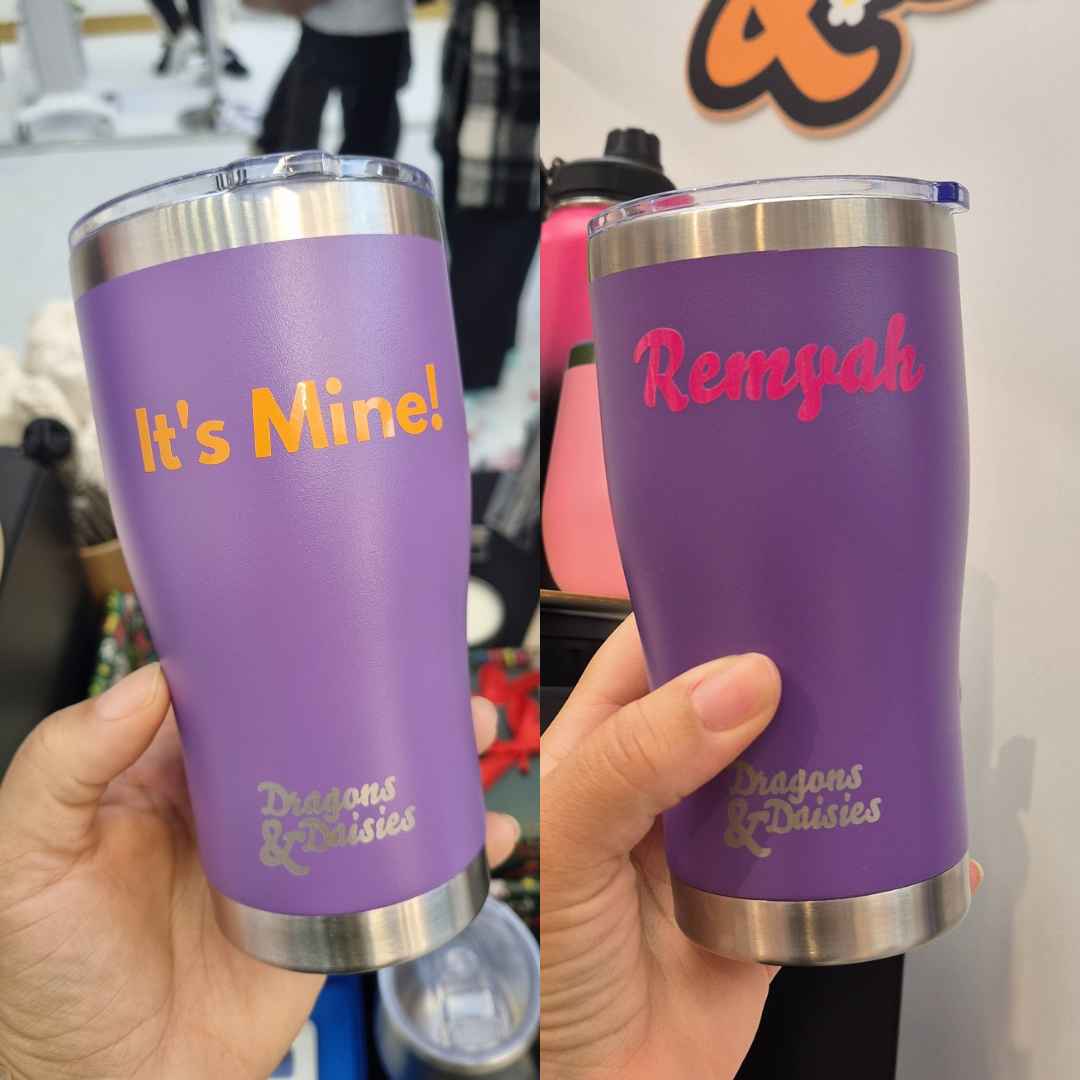 It's Mine!
Dragons
& Daisies
Remyah
Dragons
& Daisies